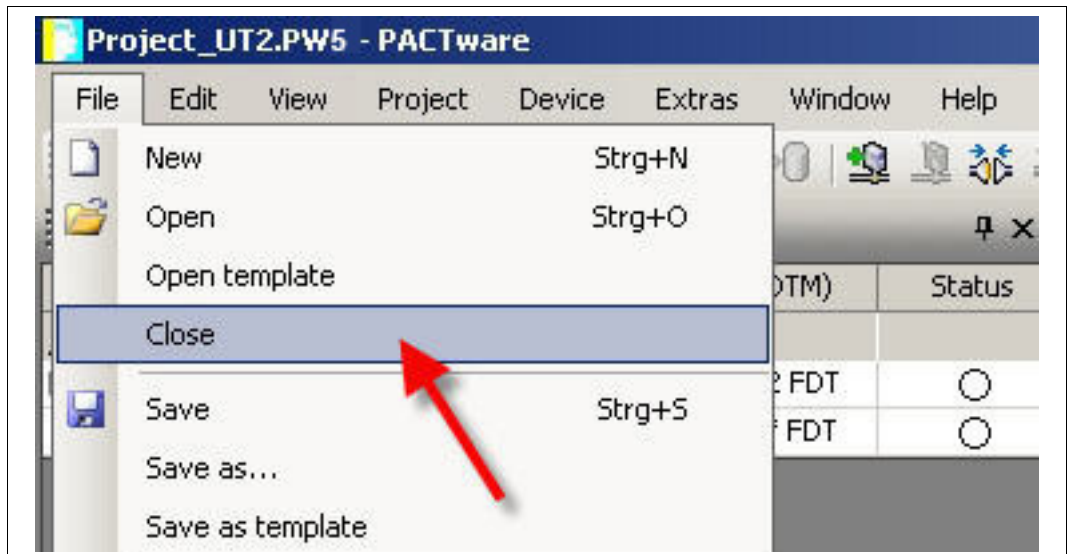 Project_UT2.PW5 - PACTware
File Edit View Project Device Extras Window Help
New Strg+N
Open Strg+O
Open template
DTM) Status
Close
2 FDT
Save Strg+S
FDT
Save as...
Save as template